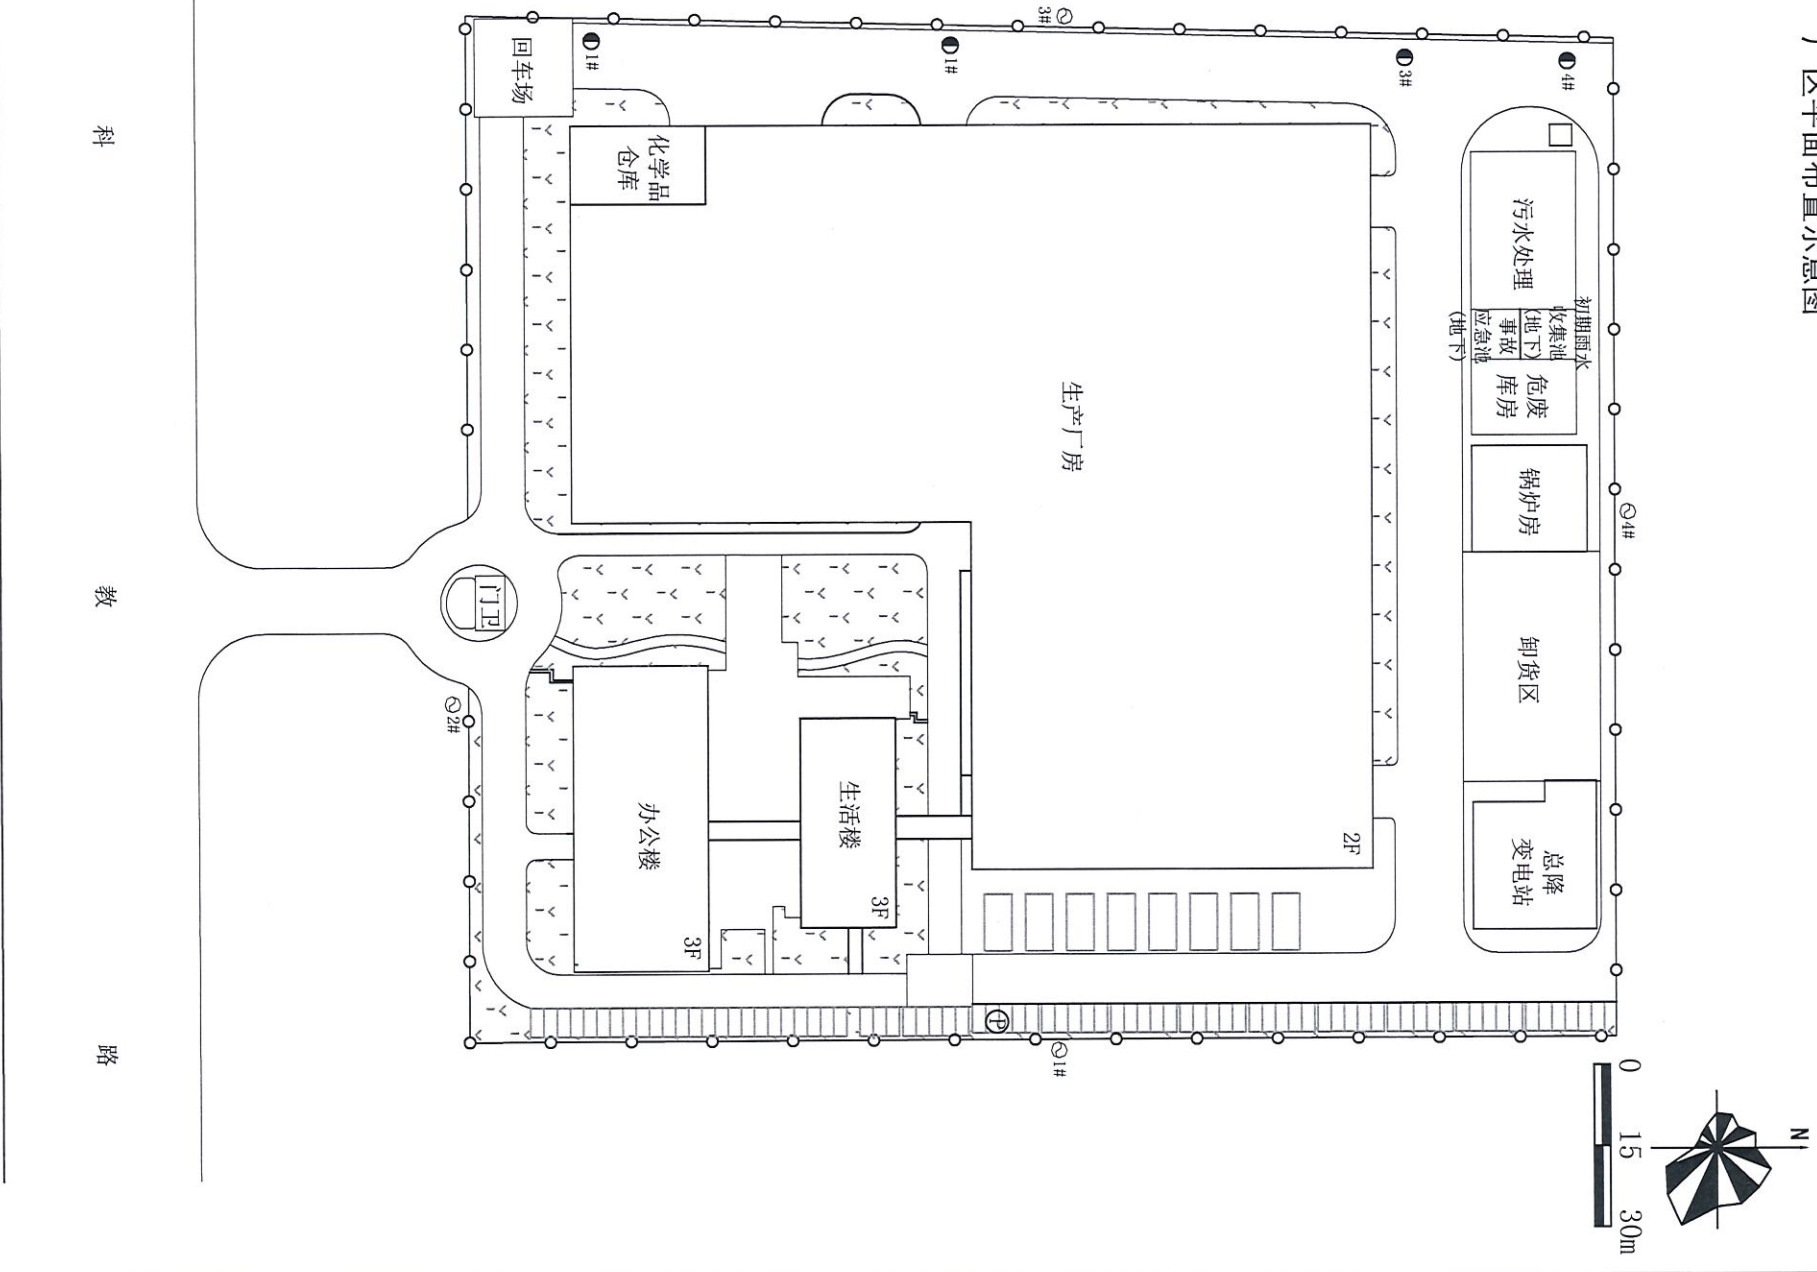 厂区平面布置示意图
N
0 15 30m
4#
4#
初期雨水
收集池
(地下)
污水处理
事故
应急池
(地下)
危废
库房
锅炉房
卸货区
总降
变电站
3#
2F
生产厂房
3#
1#
P
1#
生活楼
3F
化学品
仓库
办公楼
3F
1#
回车场
门卫
2#
科教路